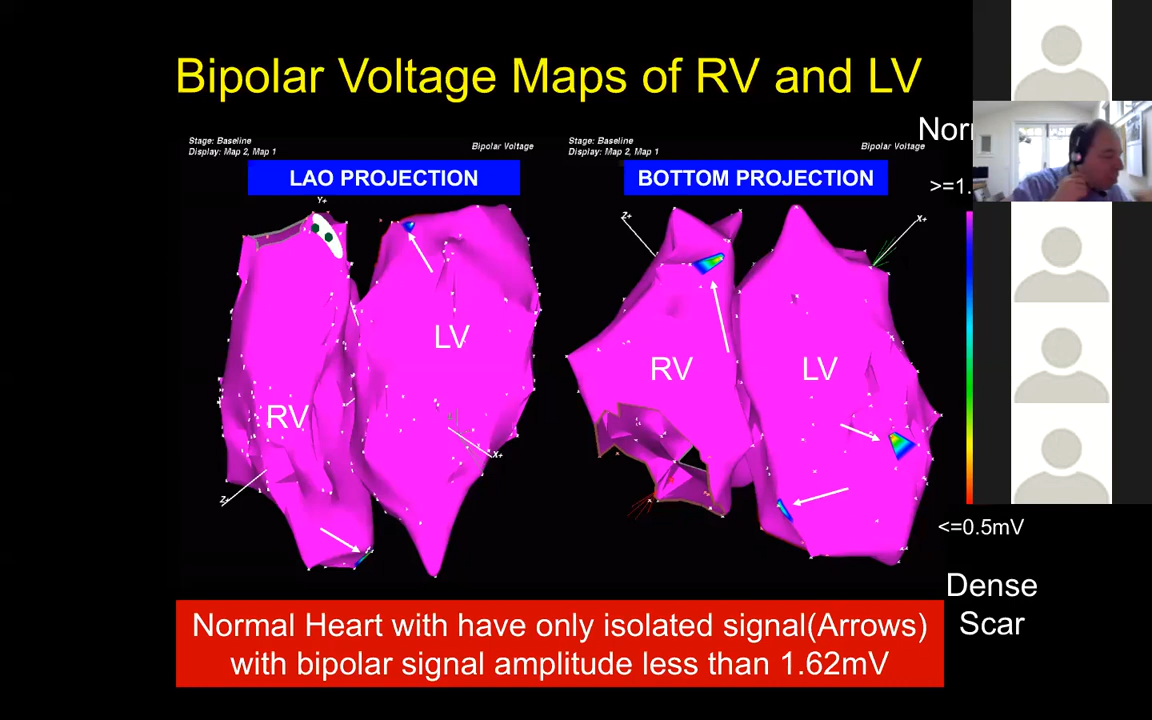 Bipolar Voltage Maps of RV and LV
Stage: Baseline
Display: Map 2, Map 1
Bipolar Voltage
Stage: Baseline
Display: Map 2, Map 1
Bipolar Voltage
Nor
LAO PROJECTION
BOTTOM PROJECTION
>=1.
Y+
Z+
X+
LV
RV
RV
LV
X+
Z+
<=0.5mV
Dense
Scar
Normal Heart with have only isolated signal(Arrows)
with bipolar signal amplitude less than 1.62mV